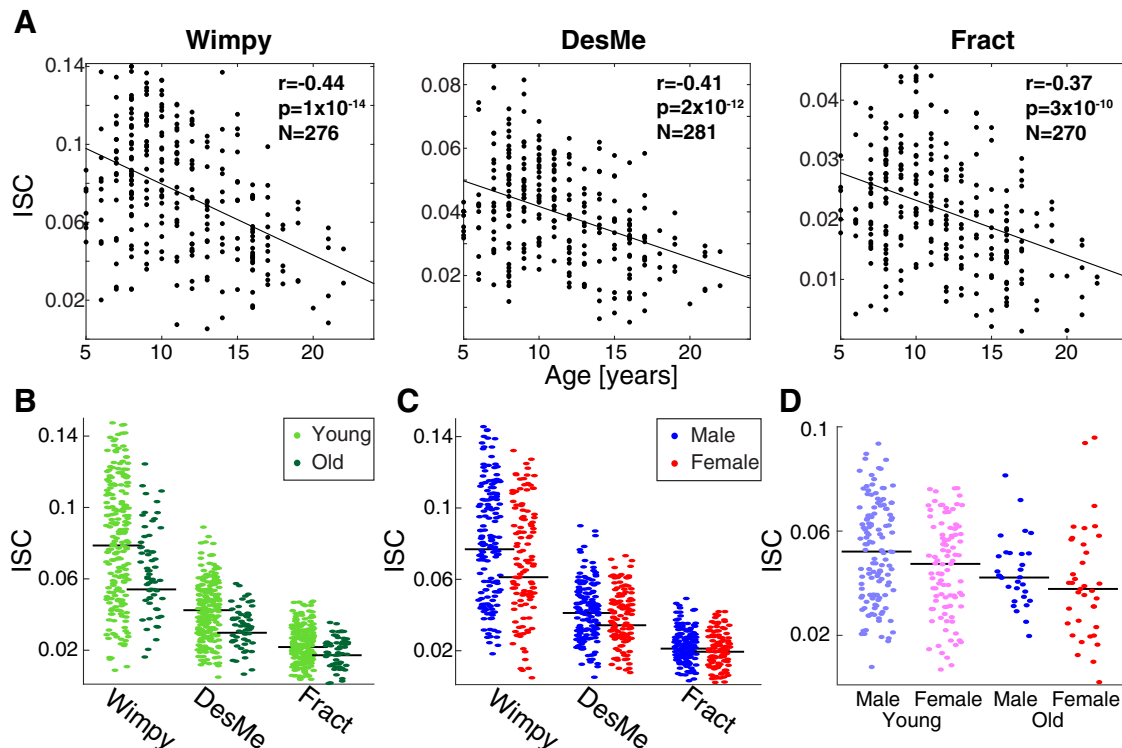 A
Wimpy
DesMe
Fract
ISC
0.14
0.1
0.06
0.02
r=-0.44
p=1x10⁻¹⁴
N=276
5 10 15 20
0.08
0.06
0.04
0.02
r=-0.41
p=2x10⁻¹²
N=281
5 10 15 20
0.04
0.03
0.02
0.01
r=-0.37
p=3x10⁻¹⁰
N=270
5 10 15 20
Age [years]
B
ISC
0.14
0.1
0.06
0.02
Young
Old
Wimpy
DesMe
Fract
C
ISC
0.14
0.1
0.06
0.02
Male
Female
Wimpy
DesMe
Fract
D
ISC
0.1
0.06
0.02
Male Female Male Female
Young Old